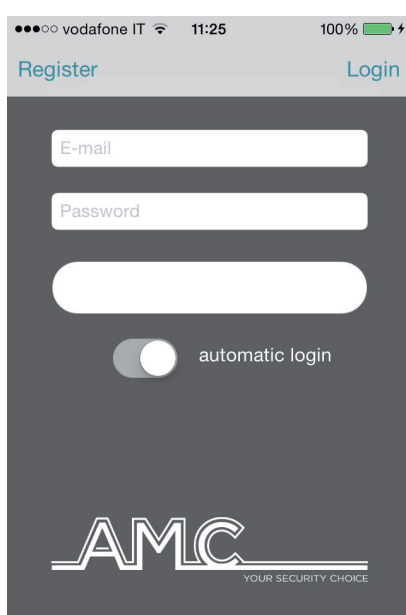 vodafone IT 11:25 100%
Register Login
E-mail
Password
automatic login
AMC
YOUR SECURITY CHOICE